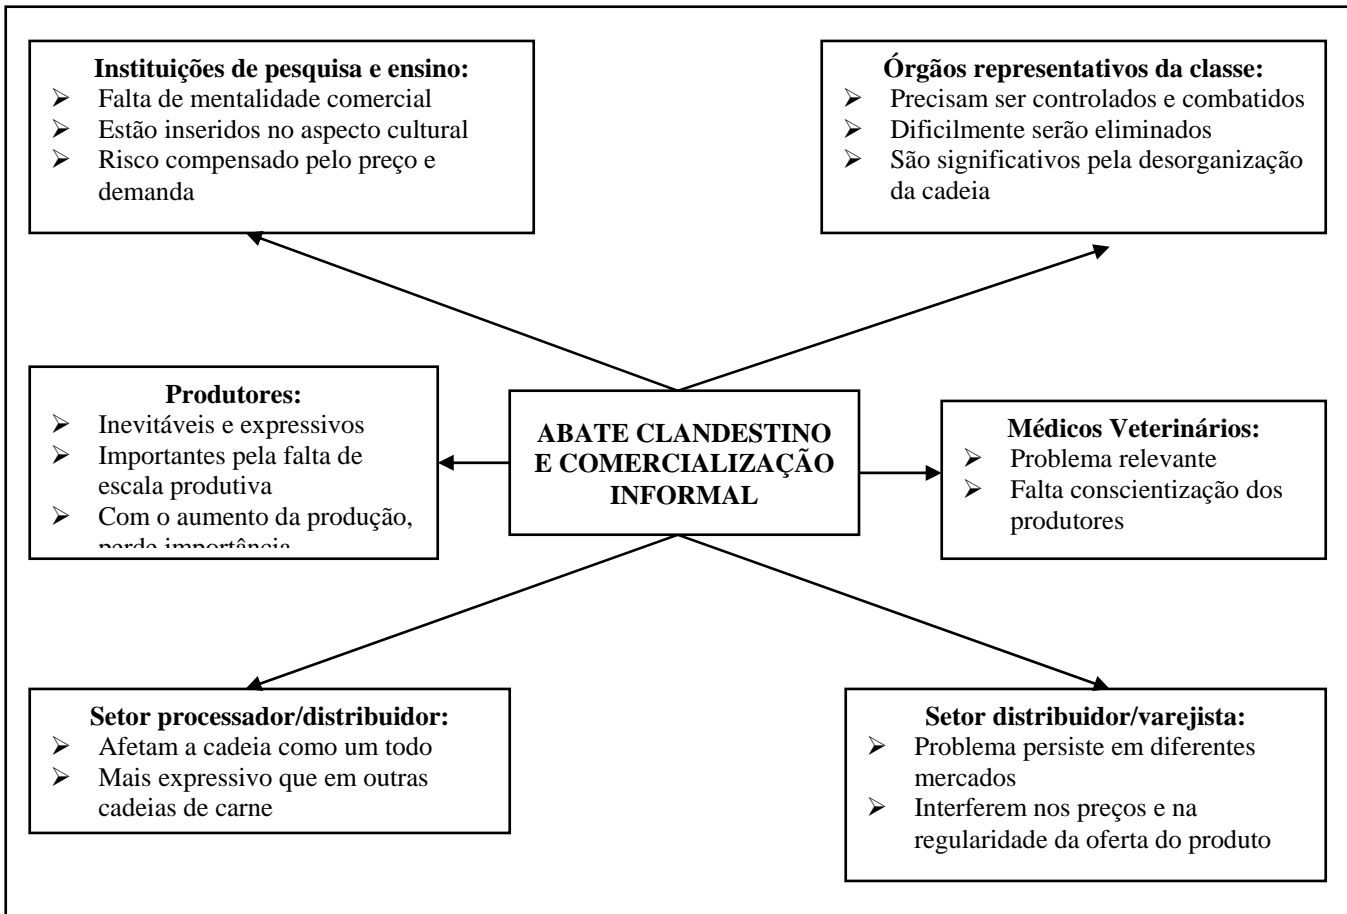 Instituições de pesquisa e ensino:
➢ Falta de mentalidade comercial
➢ Estão inseridos no aspecto cultural
➢ Risco compensado pelo preço e
demanda
Órgãos representativos da classe:
➢ Precisam ser controlados e combatidos
➢ Dificilmente serão eliminados
➢ São significativos pela desorganização
da cadeia
Produtores:
➢ Inevitáveis e expressivos
➢ Importantes pela falta de
escala produtiva
➢ Com o aumento da produção,
perde importância
ABATE CLANDESTINO
E COMERCIALIZAÇÃO
INFORMAL
Médicos Veterinários:
➢ Problema relevante
➢ Falta conscientização dos
produtores
Setor processador/distribuidor:
➢ Afetam a cadeia como um todo
➢ Mais expressivo que em outras
cadeias de carne
Setor distribuidor/varejista:
➢ Problema persiste em diferentes
mercados
➢ Interferem nos preços e na
regularidade da oferta do produto